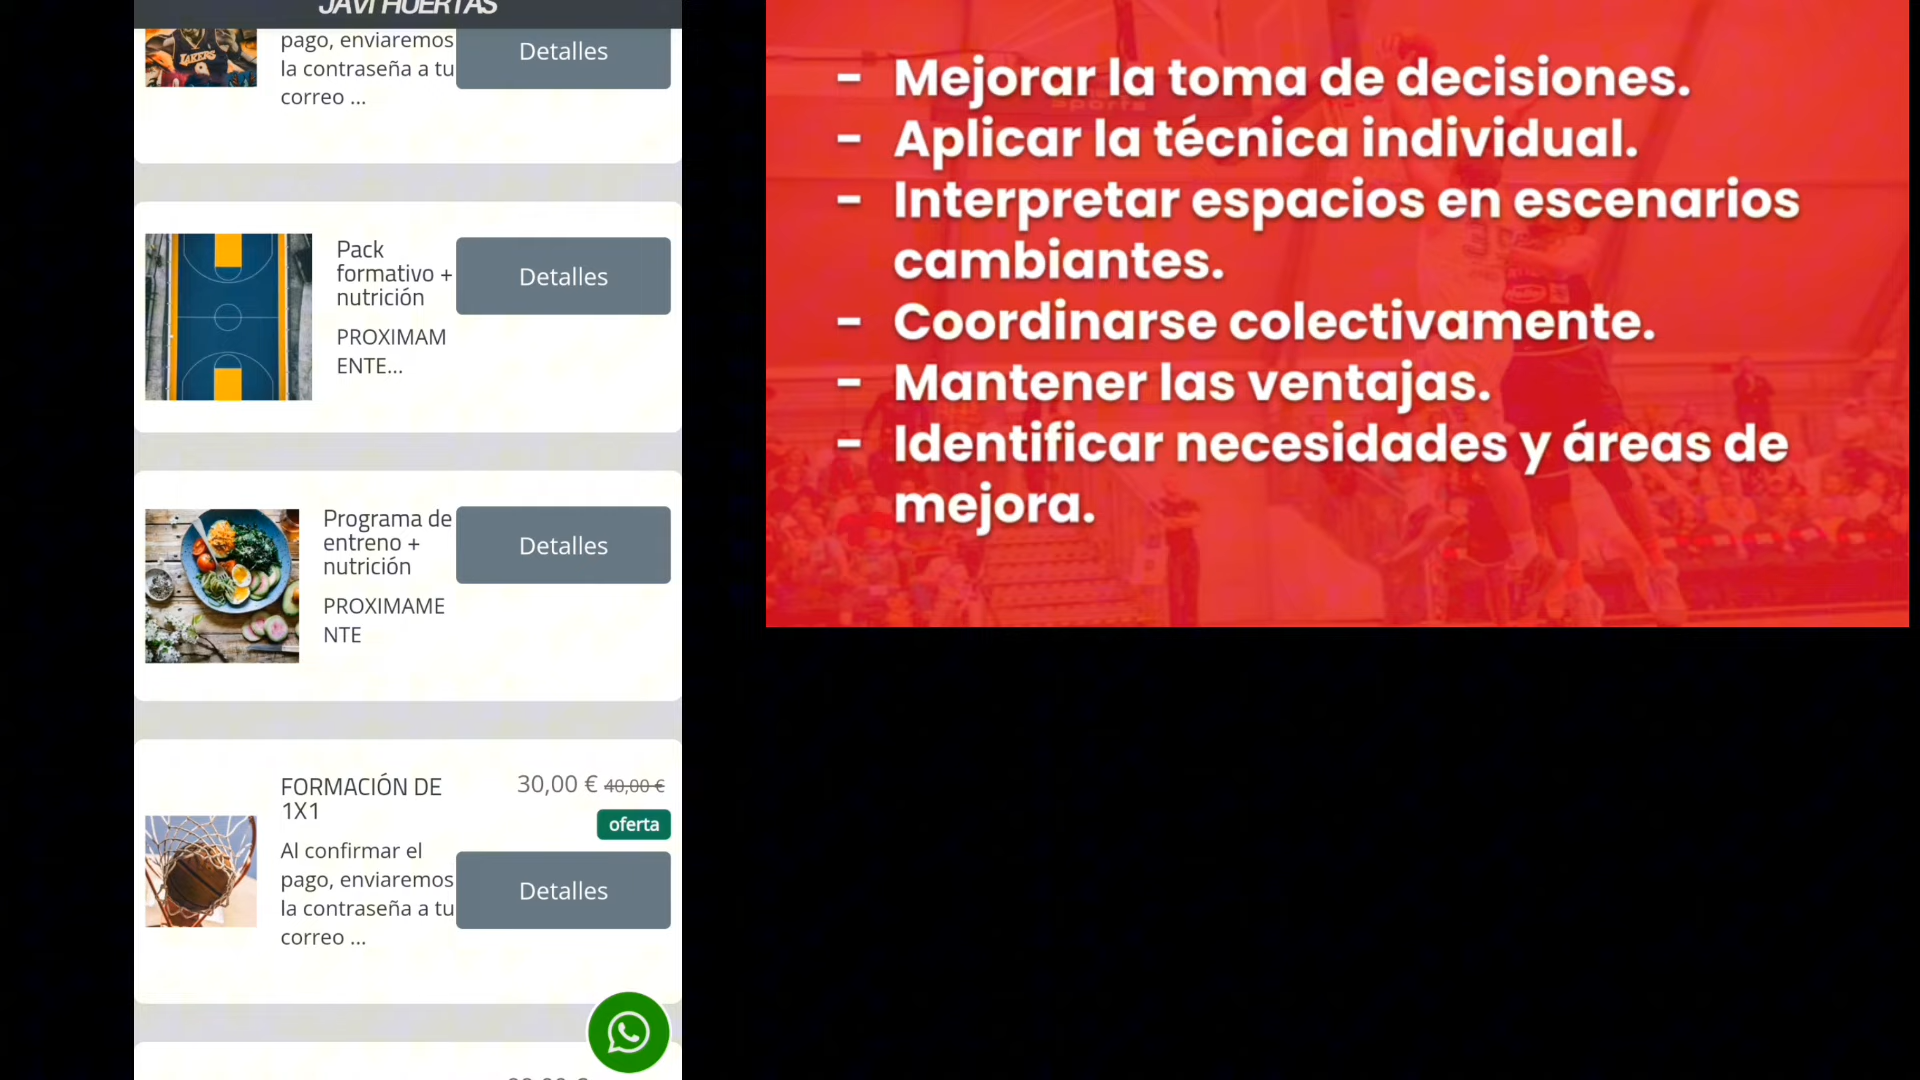 JAVI HUERTAS
pago, enviaremos
la contraseña a tu
correo ...
Detalles
Pack
formativo +
nutrición
PROXIMAM
ENTE...
Detalles
Programa de
entreno +
nutrición
PROXIMAME
NTE
Detalles
FORMACIÓN DE
1X1
30,00 € 40,00 €
oferta
Al confirmar el
pago, enviaremos
la contraseña a tu
correo ...
Detalles
- Mejorar la toma de decisiones.
- Aplicar la técnica individual.
- Interpretar espacios en escenarios
cambiantes.
- Coordinarse colectivamente.
- Mantener las ventajas.
- Identificar necesidades y áreas de
mejora.